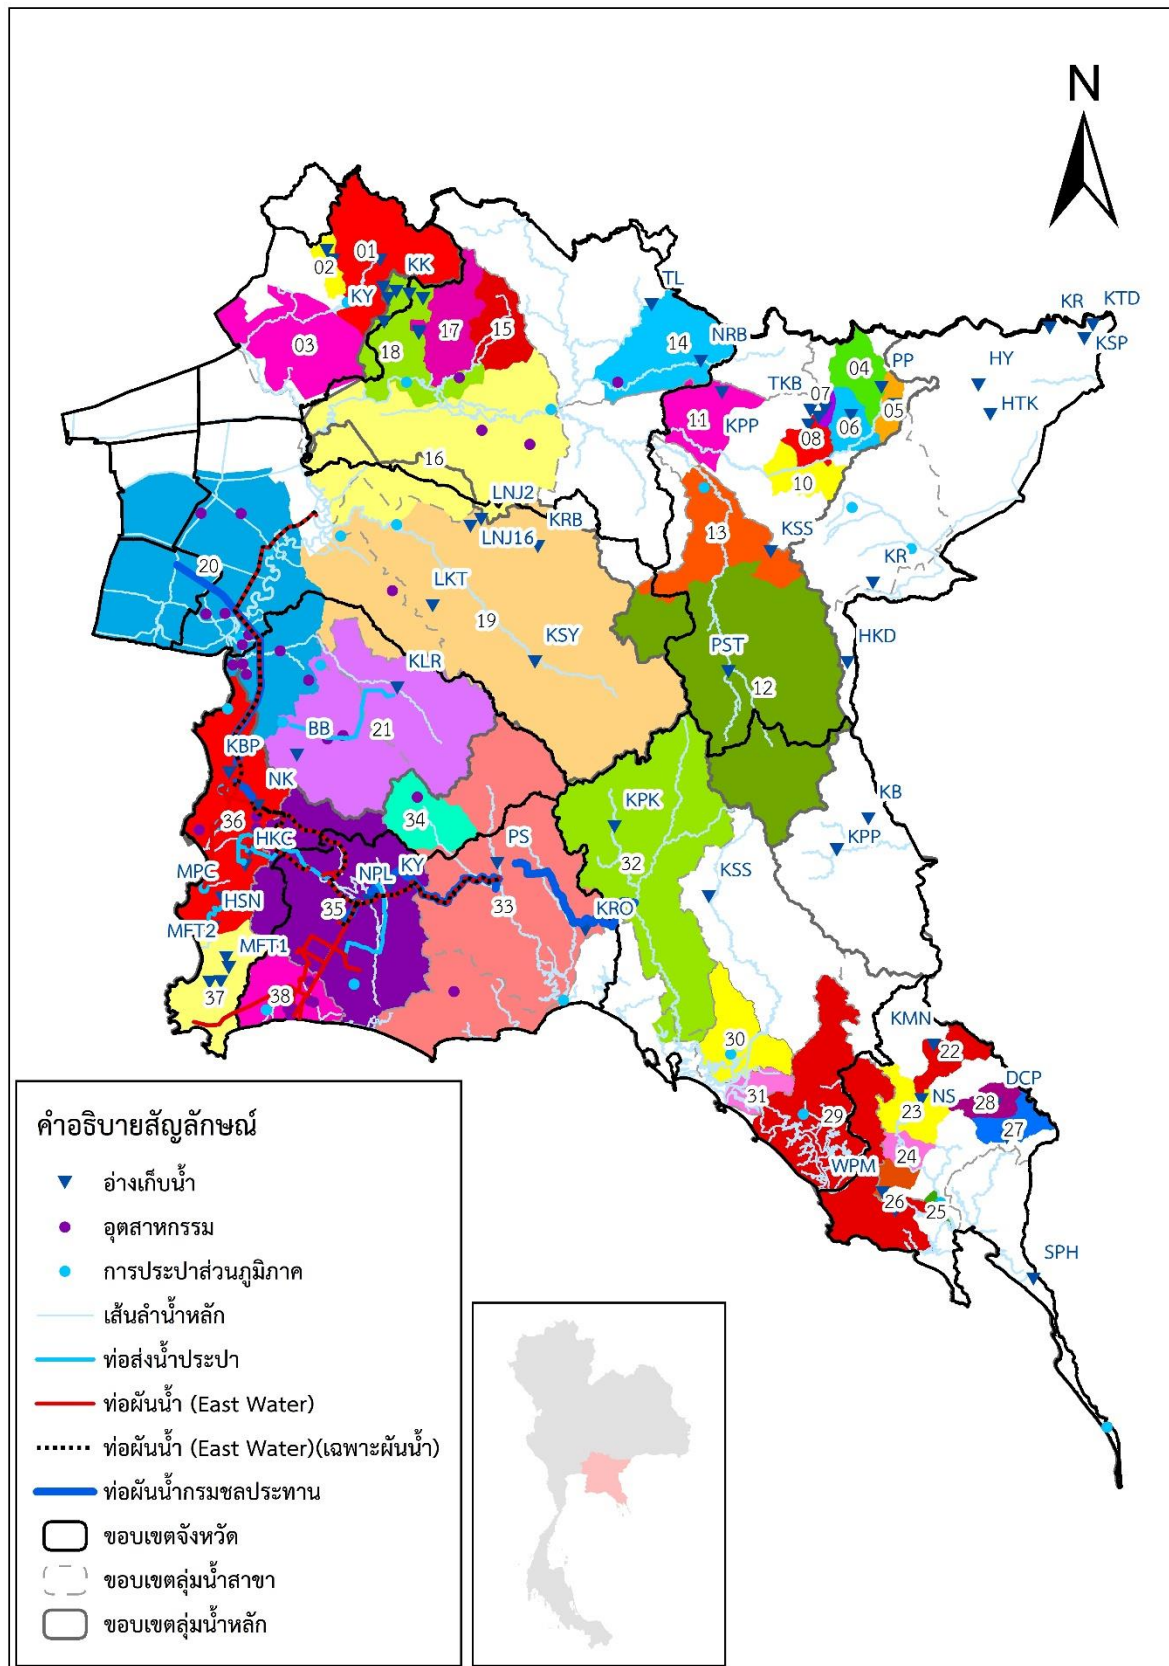 N
01
02
KK
KY
TL
KR
KTD
KSP
17
15
NRB
03
18
14
PP
HY
04
TKB
07
05
HTK
11
KPP
06
08
16
10
LNJ2
KRB
LNJ16
13
KSS
20
KR
LKT
19
KSY
HKD
PST
KLR
12
BB
21
KBP
NK
KB
34
KPK
36
KPP
HKC
PS
32
KY
MPC
NPL
KSS
HSN
35
33
KRO
MFT2
MFT1
37
38
KMN
30
22
DCP
31
NS
28
23
29
27
24
WPM
26
25
SPH
คำอธิบายสัญลักษณ์
อ่างเก็บน้ำ
อุตสาหกรรม
การประปาส่วนภูมิภาค
เส้นลำน้ำหลัก
ท่อส่งน้ำประปา
ท่อผันน้ำ (East Water)
ท่อผันน้ำ (East Water)(เฉพาะผันน้ำ)
ท่อผันน้ำกรมชลประทาน
ขอบเขตจังหวัด
ขอบเขตลุ่มน้ำสาขา
ขอบเขตลุ่มน้ำหลัก